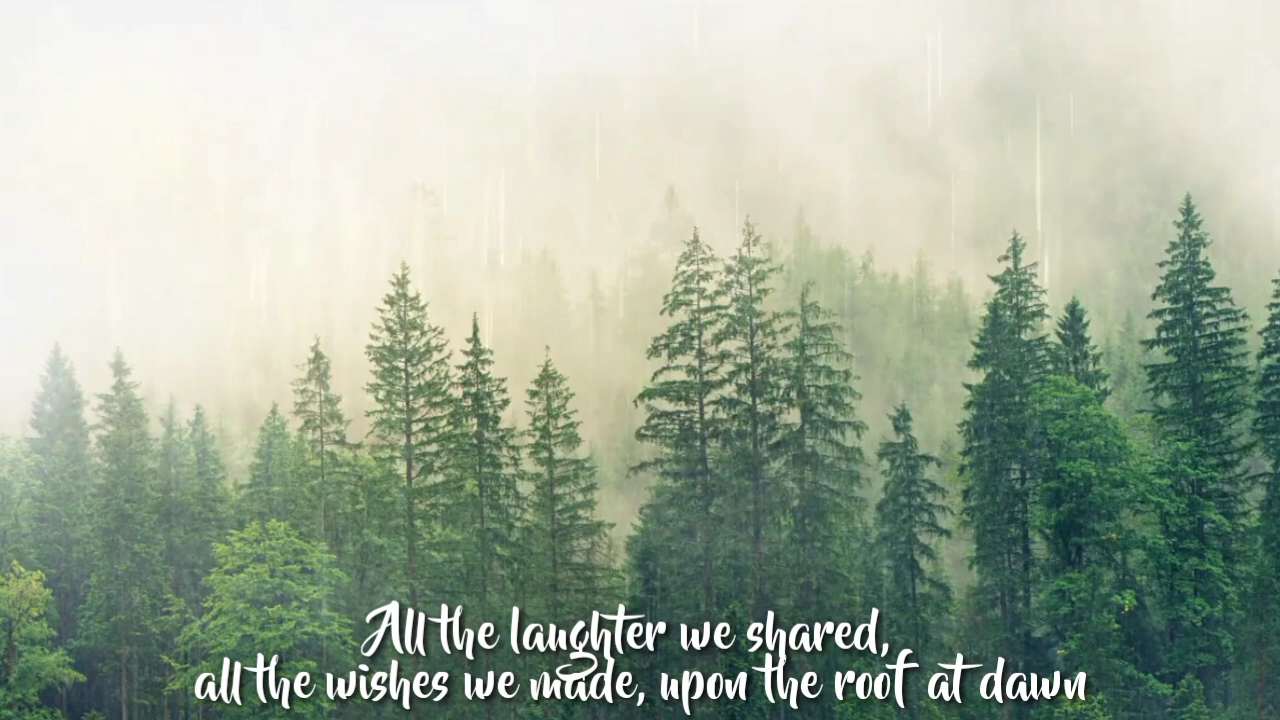 All the laughter we shared,
all the wishes we made, upon the roof at dawn